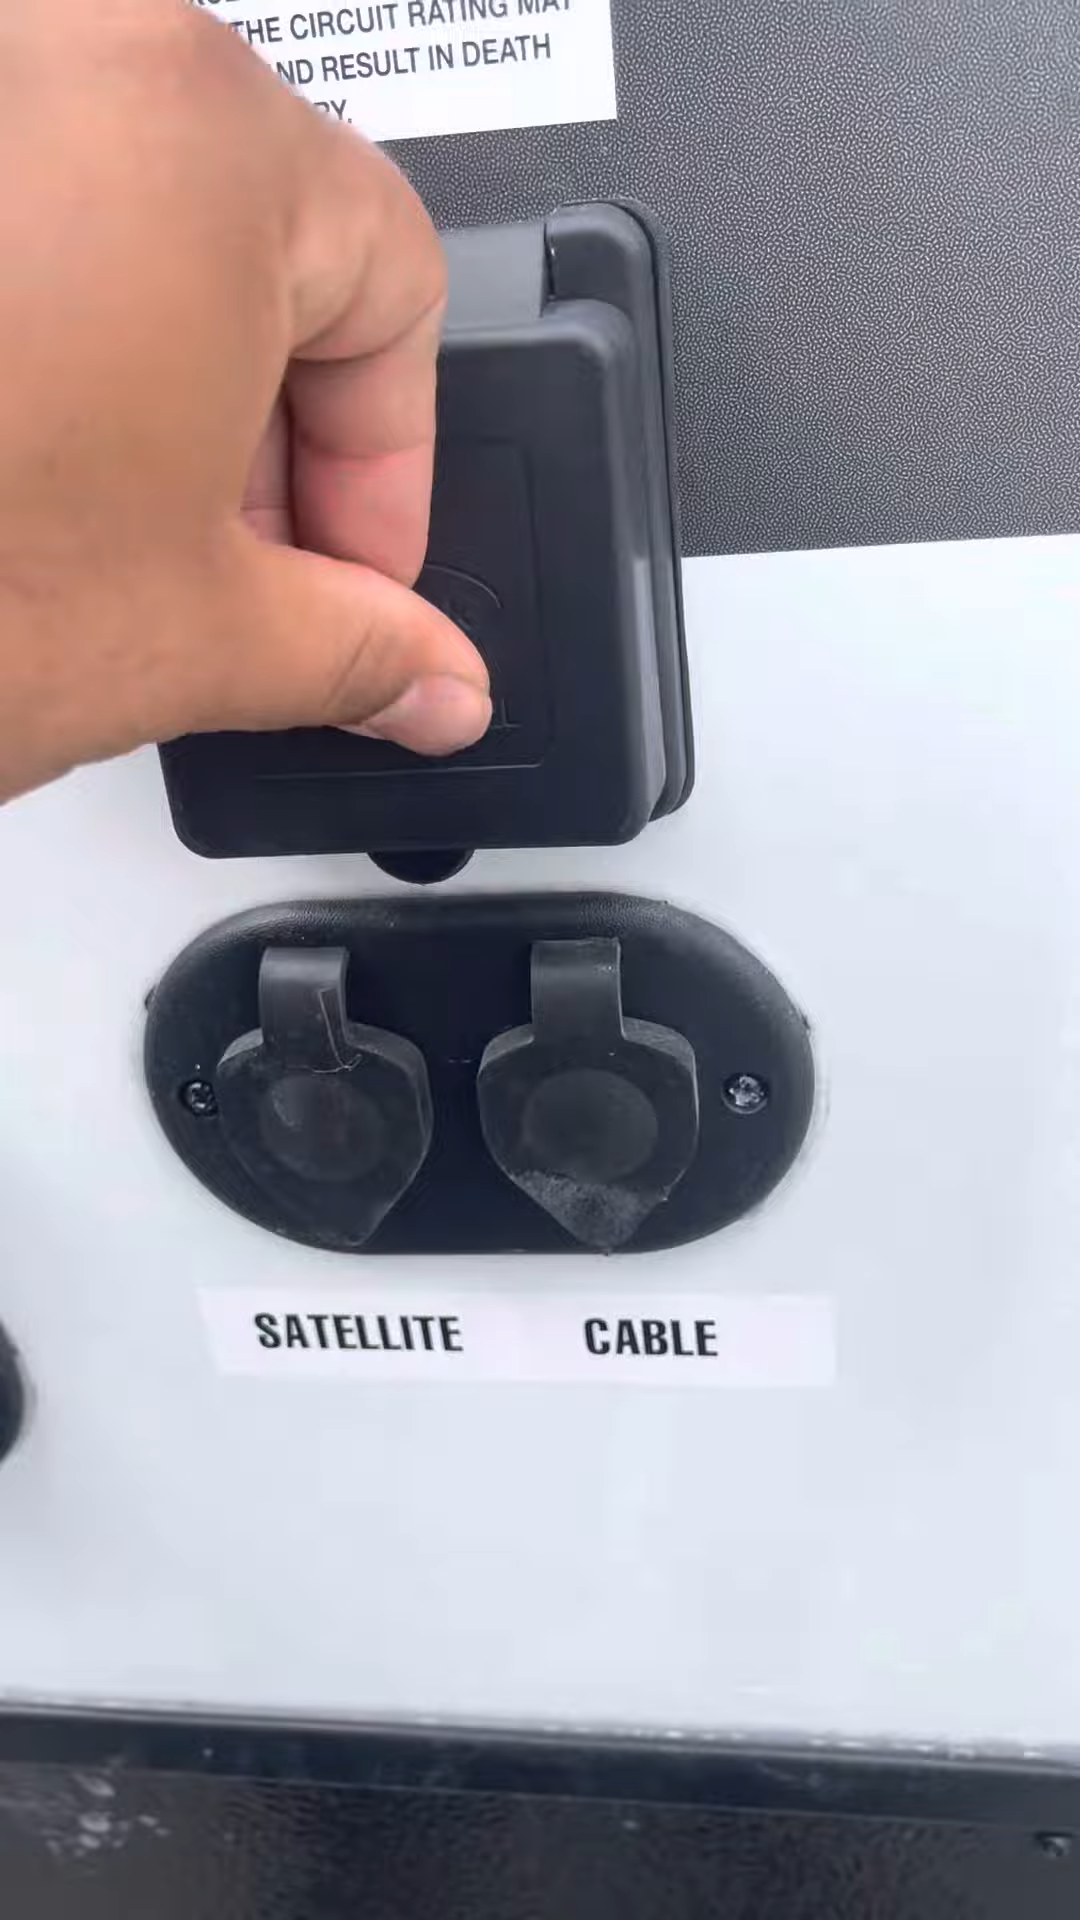 THE CIRCUIT RATING MAY
AND RESULT IN DEATH
SATELLITE CABLE